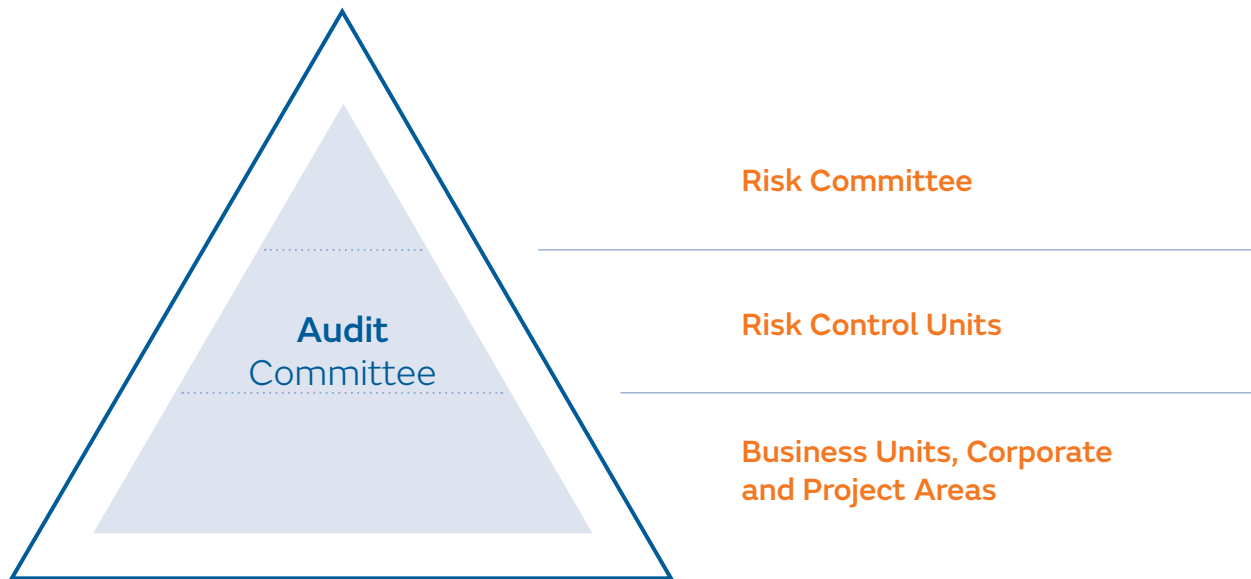 Risk Committee
Audit
Committee
Risk Control Units
Business Units, Corporate
and Project Areas